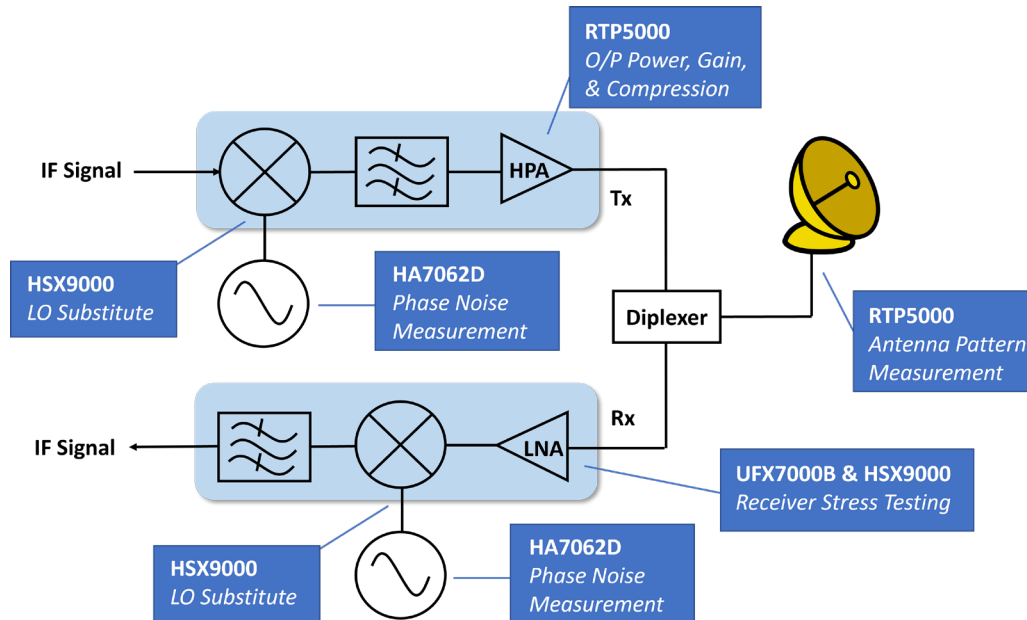 RTP5000
O/P Power, Gain,
& Compression
IF Signal
HPA
Tx
HSX9000
LO Substitute
HA7062D
Phase Noise
Measurement
Diplexer
RTP5000
Antenna Pattern
Measurement
Rx
IF Signal
LNA
UFX7000B & HSX9000
Receiver Stress Testing
HSX9000
LO Substitute
HA7062D
Phase Noise
Measurement